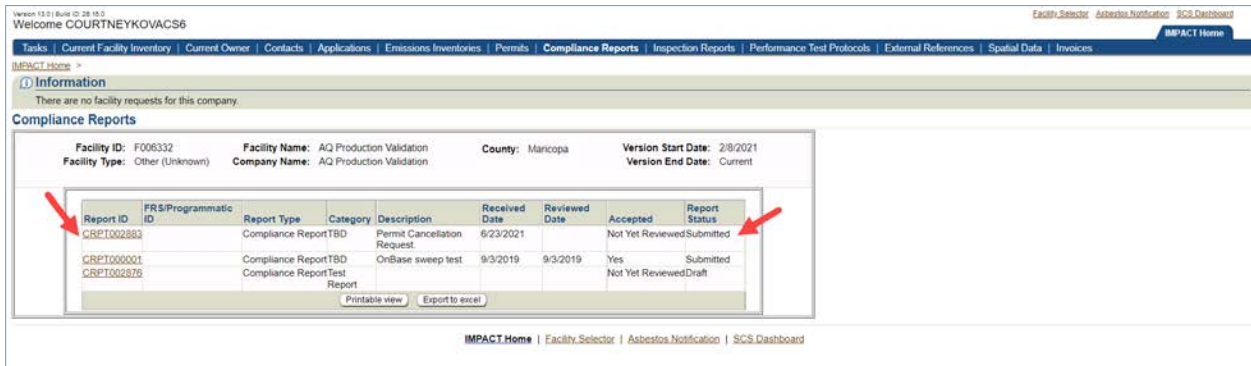 Version 13.0 | Build ID: 28.16.0
Facility Selector Asbestos Notification SCS Dashboard
Welcome COURTNEYKOVACS6
IMPACT Home
Tasks | Current Facility Inventory | Current Owner | Contacts | Applications | Emissions Inventories | Permits | Compliance Reports | Inspection Reports | Performance Test Protocols | External References | Spatial Data | Invoices
IMPACT Home >
Information
There are no facility requests for this company.
Compliance Reports
Facility ID: F006332 Facility Name: AQ Production Validation County: Maricopa Version Start Date: 2/8/2021
Facility Type: Other (Unknown) Company Name: AQ Production Validation Version End Date: Current
Report ID FRS/Programmatic ID Report Type Category Description Received Date Reviewed Date Accepted Report Status
CRPT002883 Compliance Report TBD Permit Cancellation Request. 6/23/2021 Not Yet Reviewed Submitted
CRPT000001 Compliance Report TBD OnBase sweep test 9/3/2019 9/3/2019 Yes Submitted
CRPT002876 Compliance Report Test Report Not Yet Reviewed Draft
Printable view Export to excel
IMPACT Home | Facility Selector | Asbestos Notification | SCS Dashboard